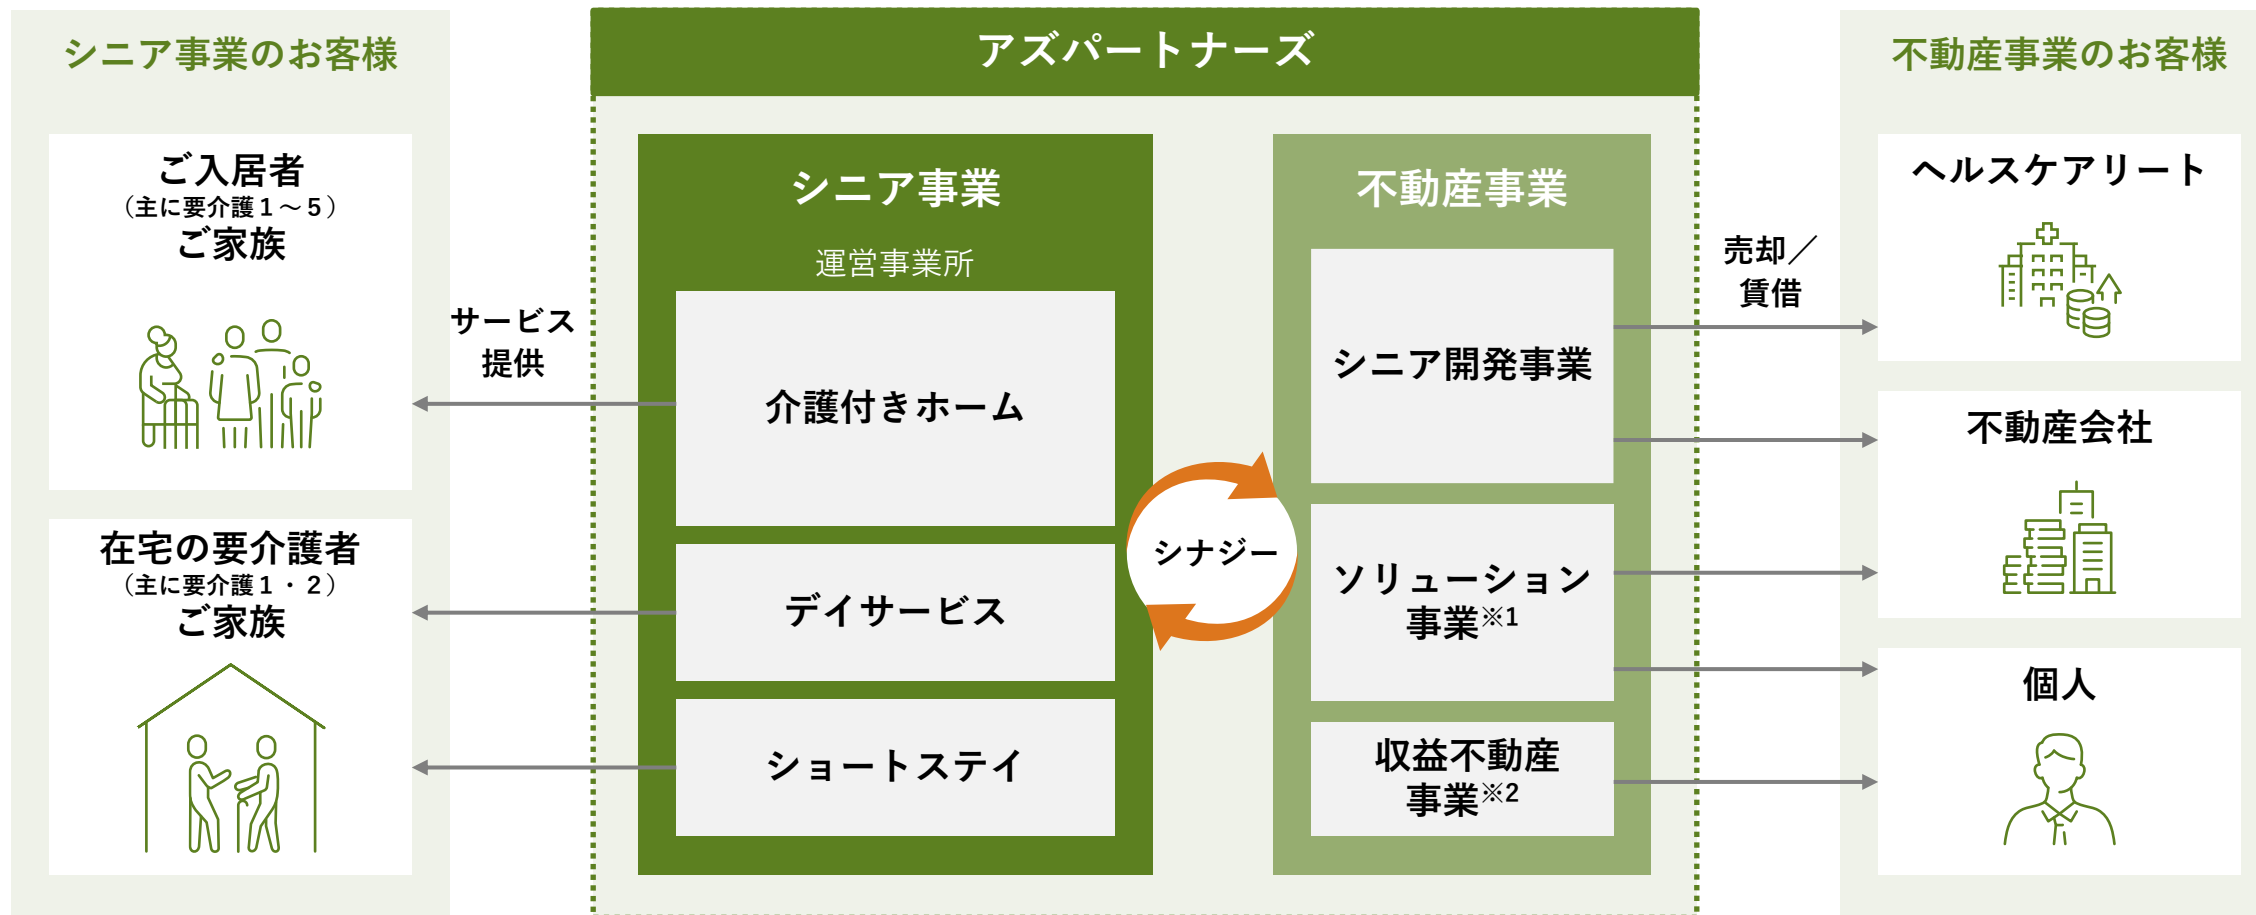 シニア事業のお客様
ご入居者
（主に要介護１～５）
ご家族
在宅の要介護者
（主に要介護１・２）
ご家族
サービス
提供
アズパートナーズ
シニア事業
運営事業所
介護付きホーム
デイサービス
ショートステイ
シナジー
不動産事業
シニア開発事業
ソリューション
事業※1
収益不動産
事業※2
売却／
賃借
不動産事業のお客様
ヘルスケアリート
不動産会社
個人